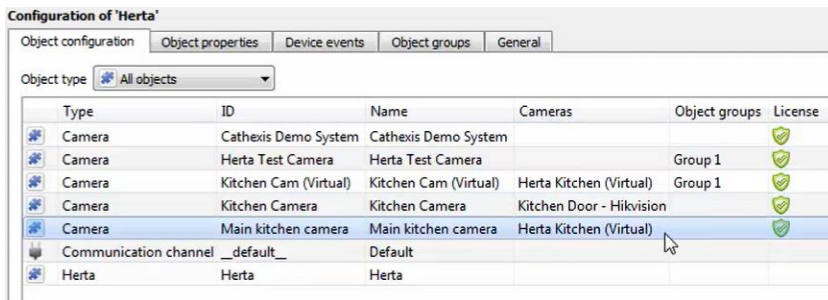 Configuration of 'Herta'
Object configuration Object properties Device events Object groups General
Object type All objects
Type ID Name Cameras Object groups License
Camera Cathexis Demo System Cathexis Demo System
Camera Herta Test Camera Herta Test Camera Group 1
Camera Kitchen Cam (Virtual) Kitchen Cam (Virtual) Herta Kitchen (Virtual) Group 1
Camera Kitchen Camera Kitchen Camera Kitchen Door - Hikvision
Camera Main kitchen camera Main kitchen camera Herta Kitchen (Virtual)
Communication channel __default__ Default
Herta Herta Herta